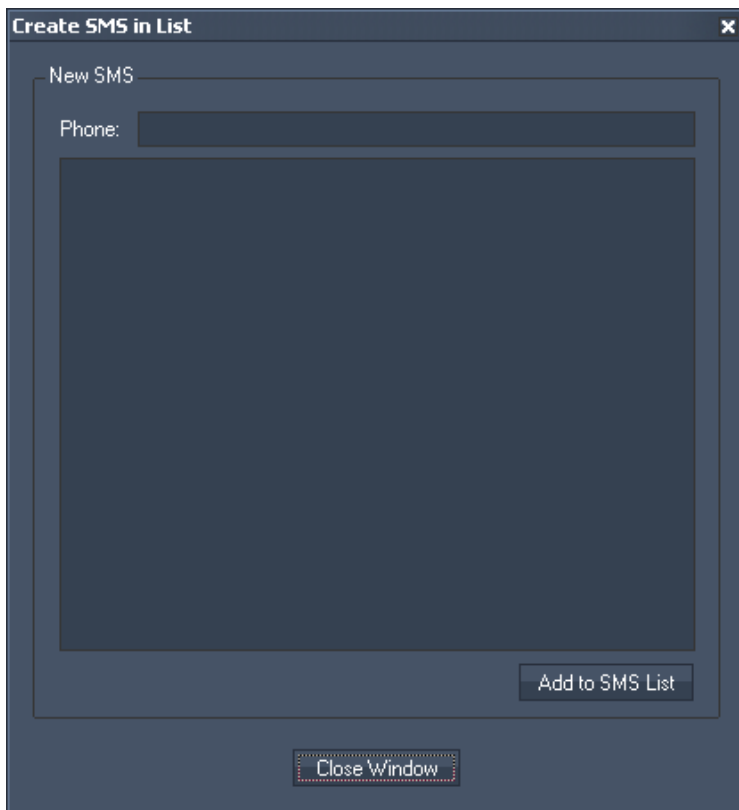 Create SMS in List
New SMS
Phone:
Add to SMS List
Close Window